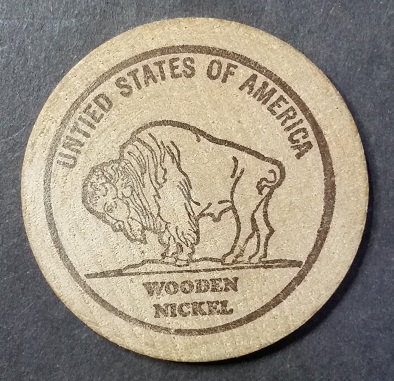 UNTIED STATES OF AMERICA
WOODEN
NICKEL